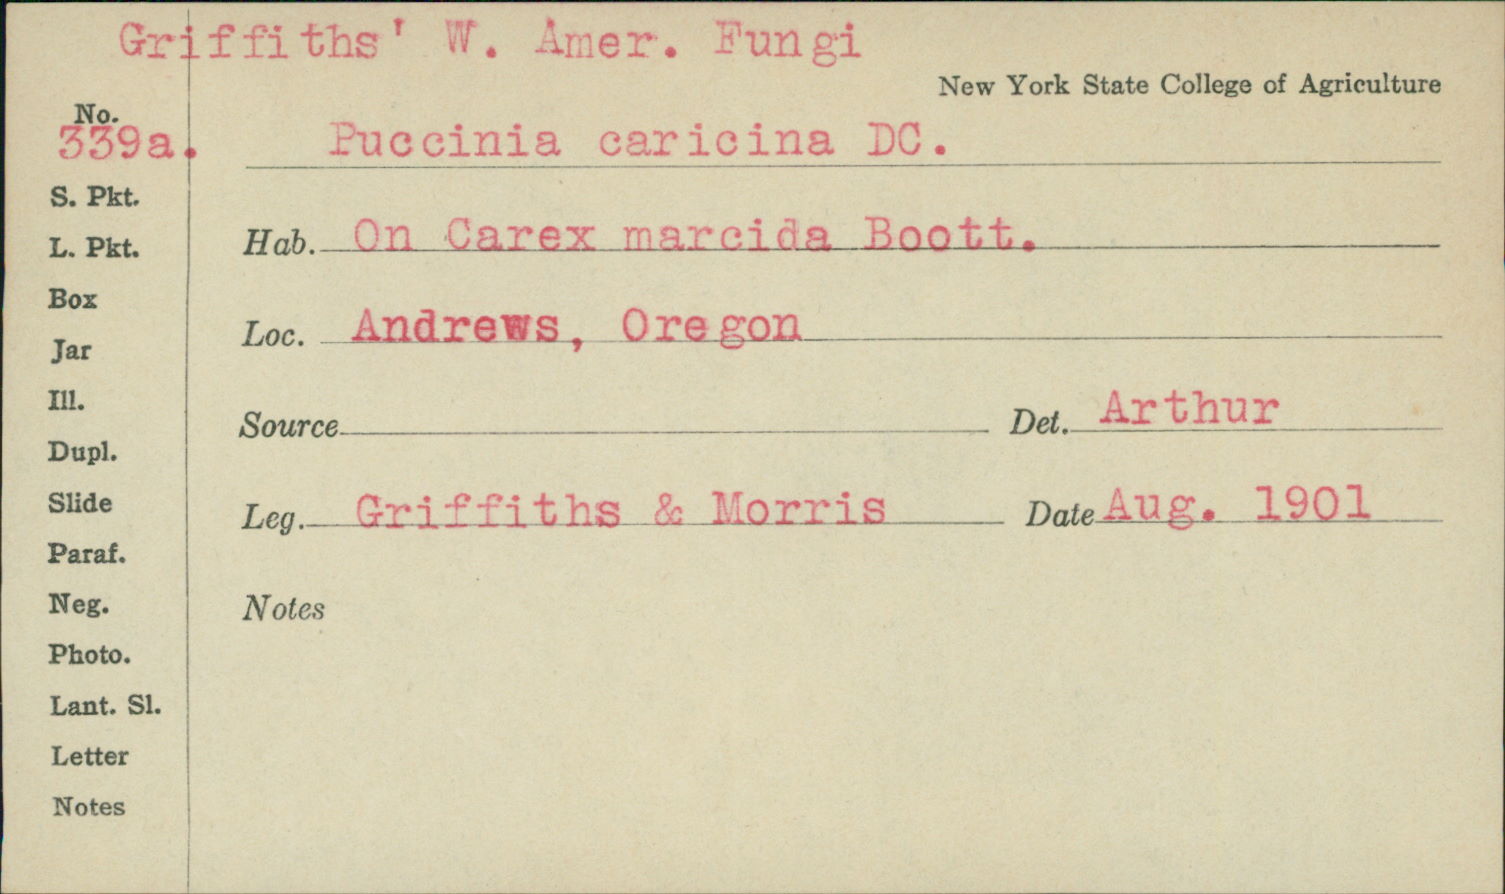 Griffiths' W. Amer. Fungi
New York State College of Agriculture
No.
339a. Puccinia caricina DC.
S. Pkt.
L. Pkt.
Hab. On Carex marcida Boott.
Box
Jar
Loc. Andrews, Oregon
Ill.
Source Det. Arthur
Dupl.
Slide
Leg. Griffiths & Morris Date Aug. 1901
Paraf.
Neg.
Notes
Photo.
Lant. Sl.
Letter
Notes